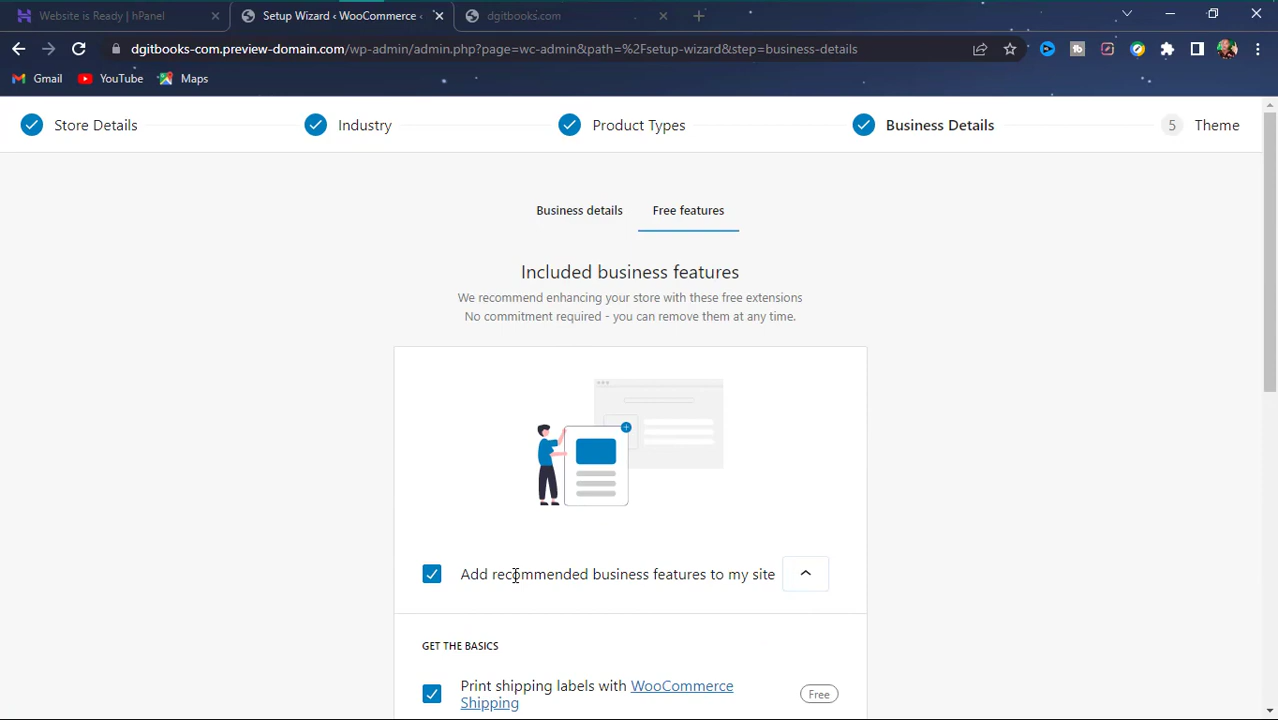 Website is Ready | hPanel
Setup Wizard ‹ WooCommerce ‹
dgitbooks.com
dgitbooks-com.preview-domain.com/wp-admin/admin.php?page=wc-admin&path=%2Fsetup-wizard&step=business-details
Gmail
YouTube
Maps
Store Details
Industry
Product Types
Business Details
5 Theme
Business details
Free features
Included business features
We recommend enhancing your store with these free extensions
No commitment required - you can remove them at any time.
Add recommended business features to my site
GET THE BASICS
Print shipping labels with WooCommerce
Shipping
Free